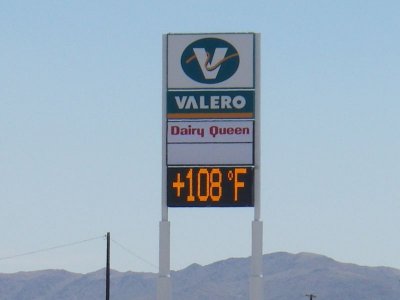 V
VALERO
Dairy Queen
+108°F